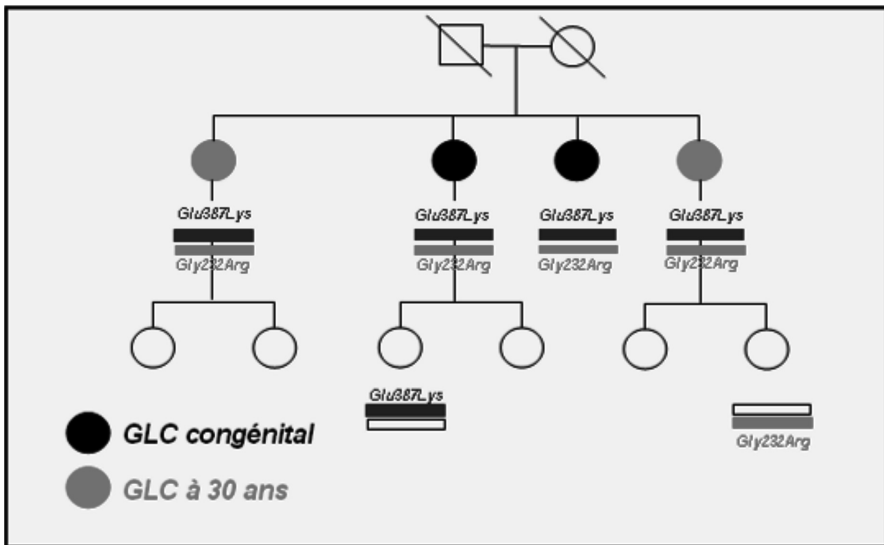 Glu387Lys Glu387Lys Glu387Lys Glu387Lys
Gly232Arg Gly232Arg Gly232Arg Gly232Arg
Glu387Lys
Gly232Arg
GLC congénital
GLC à 30 ans